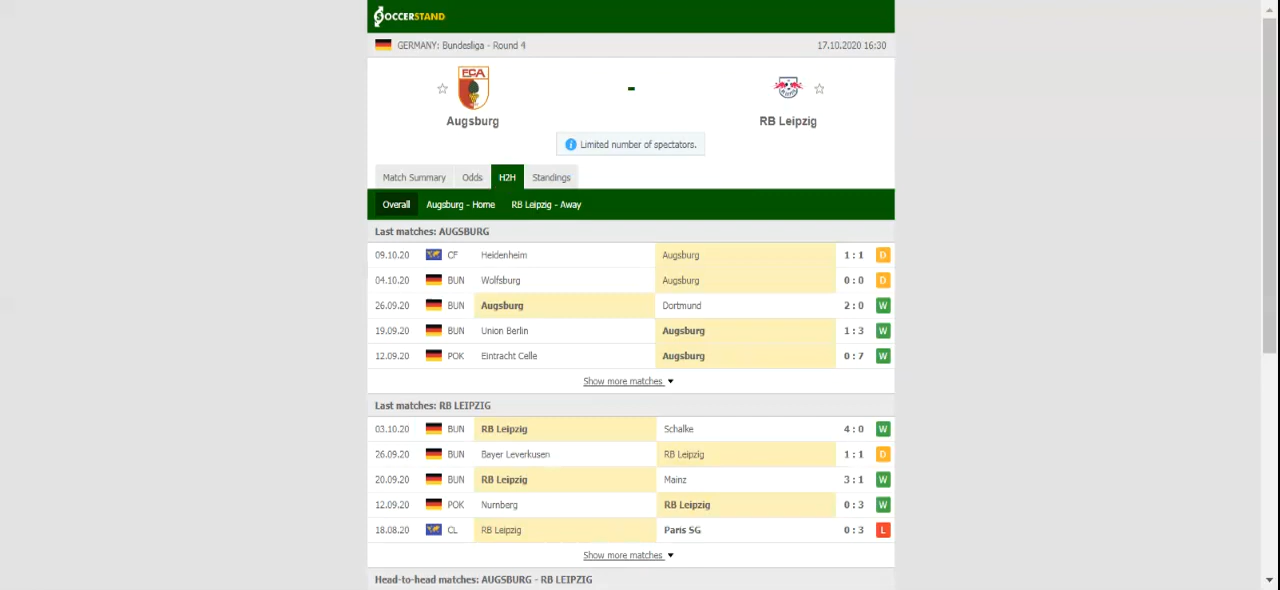 SOCCERSTAND
GERMANY: Bundesliga - Round 4 17.10.2020 16:30
FCA
-
Augsburg RB Leipzig
Limited number of spectators.
Match Summary Odds H2H Standings
Overall Augsburg - Home RB Leipzig - Away
Last matches: AUGSBURG
09.10.20 CF Heidenheim Augsburg 1 : 1 D
04.10.20 BUN Wolfsburg Augsburg 0 : 0 D
26.09.20 BUN Augsburg Dortmund 2 : 0 W
19.09.20 BUN Union Berlin Augsburg 1 : 3 W
12.09.20 POK Eintracht Celle Augsburg 0 : 7 W
Show more matches
Last matches: RB LEIPZIG
03.10.20 BUN RB Leipzig Schalke 4 : 0 W
26.09.20 BUN Bayer Leverkusen RB Leipzig 1 : 1 D
20.09.20 BUN RB Leipzig Mainz 3 : 1 W
12.09.20 POK Nurnberg RB Leipzig 0 : 3 W
18.08.20 CL RB Leipzig Paris SG 0 : 3 L
Show more matches
Head-to-head matches: AUGSBURG - RB LEIPZIG